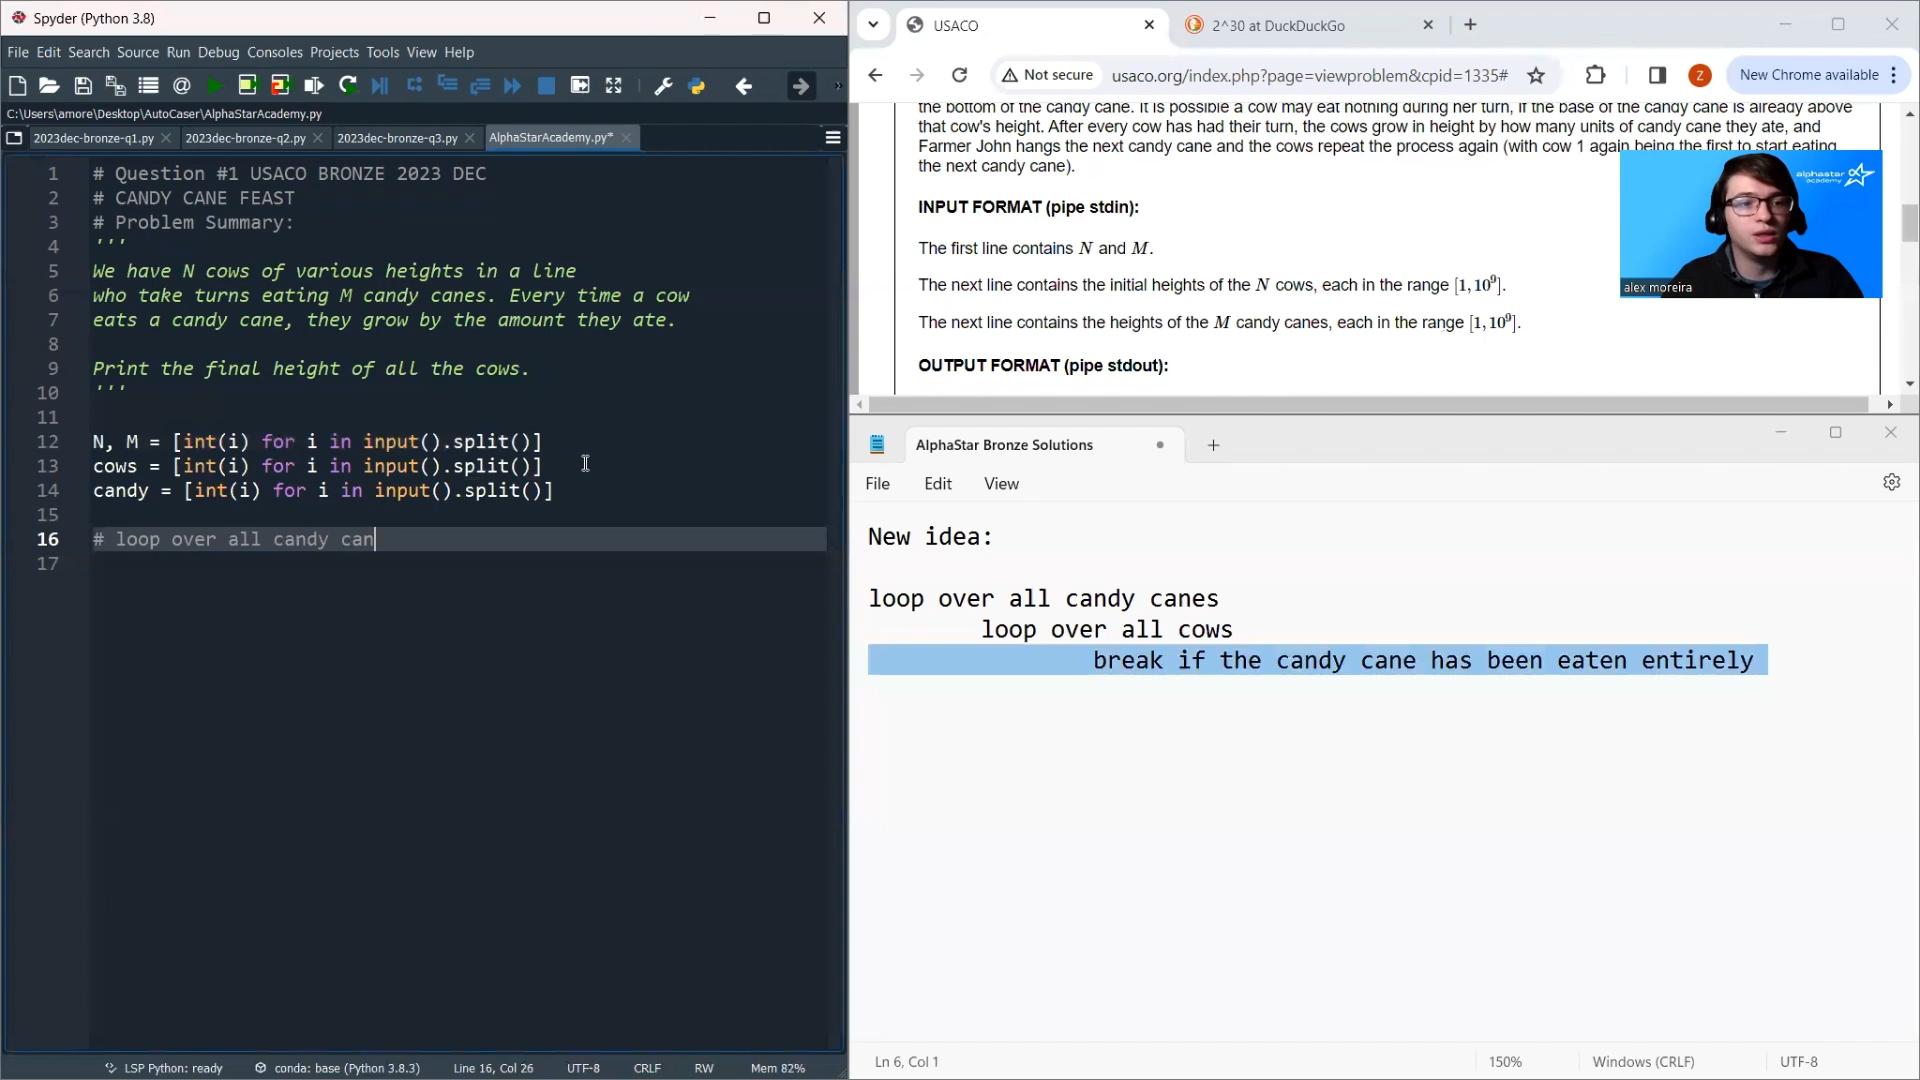 Spyder (Python 3.8)
File Edit Search Source Run Debug Consoles Projects Tools View Help
C:\Users\amore\Desktop\AutoCaser\AlphaStarAcademy.py
2023dec-bronze-q1.py 2023dec-bronze-q2.py 2023dec-bronze-q3.py AlphaStarAcademy.py*
1 # Question #1 USACO BRONZE 2023 DEC
2 # CANDY CANE FEAST
3 # Problem Summary:
4 '''
5 We have N cows of various heights in a line
6 who take turns eating M candy canes. Every time a cow
7 eats a candy cane, they grow by the amount they ate.
8
9 Print the final height of all the cows.
10 '''
11
12 N, M = [int(i) for i in input().split()]
13 cows = [int(i) for i in input().split()]
14 candy = [int(i) for i in input().split()]
15
16 # loop over all candy can
17
LSP Python: ready conda: base (Python 3.8.3) Line 16, Col 26 UTF-8 CRLF RW Mem 82%
USACO 2^30 at DuckDuckGo
Not secure usaco.org/index.php?page=viewproblem&cpid=1335# Z New Chrome available
the bottom of the candy cane. It is possible a cow may eat nothing during her turn, if the base of the candy cane is already above
that cow's height. After every cow has had their turn, the cows grow in height by how many units of candy cane they ate, and
Farmer John hangs the next candy cane and the cows repeat the process again (with cow 1 again being the first to start eating
the next candy cane).
INPUT FORMAT (pipe stdin):
The first line contains N and M.
The next line contains the initial heights of the N cows, each in the range [1, 10⁹].
The next line contains the heights of the M candy canes, each in the range [1, 10⁹].
OUTPUT FORMAT (pipe stdout):
alphastar
academy
alex moreira
AlphaStar Bronze Solutions
File Edit View
New idea:
loop over all candy canes
loop over all cows
break if the candy cane has been eaten entirely
Ln 6, Col 1 150% Windows (CRLF) UTF-8